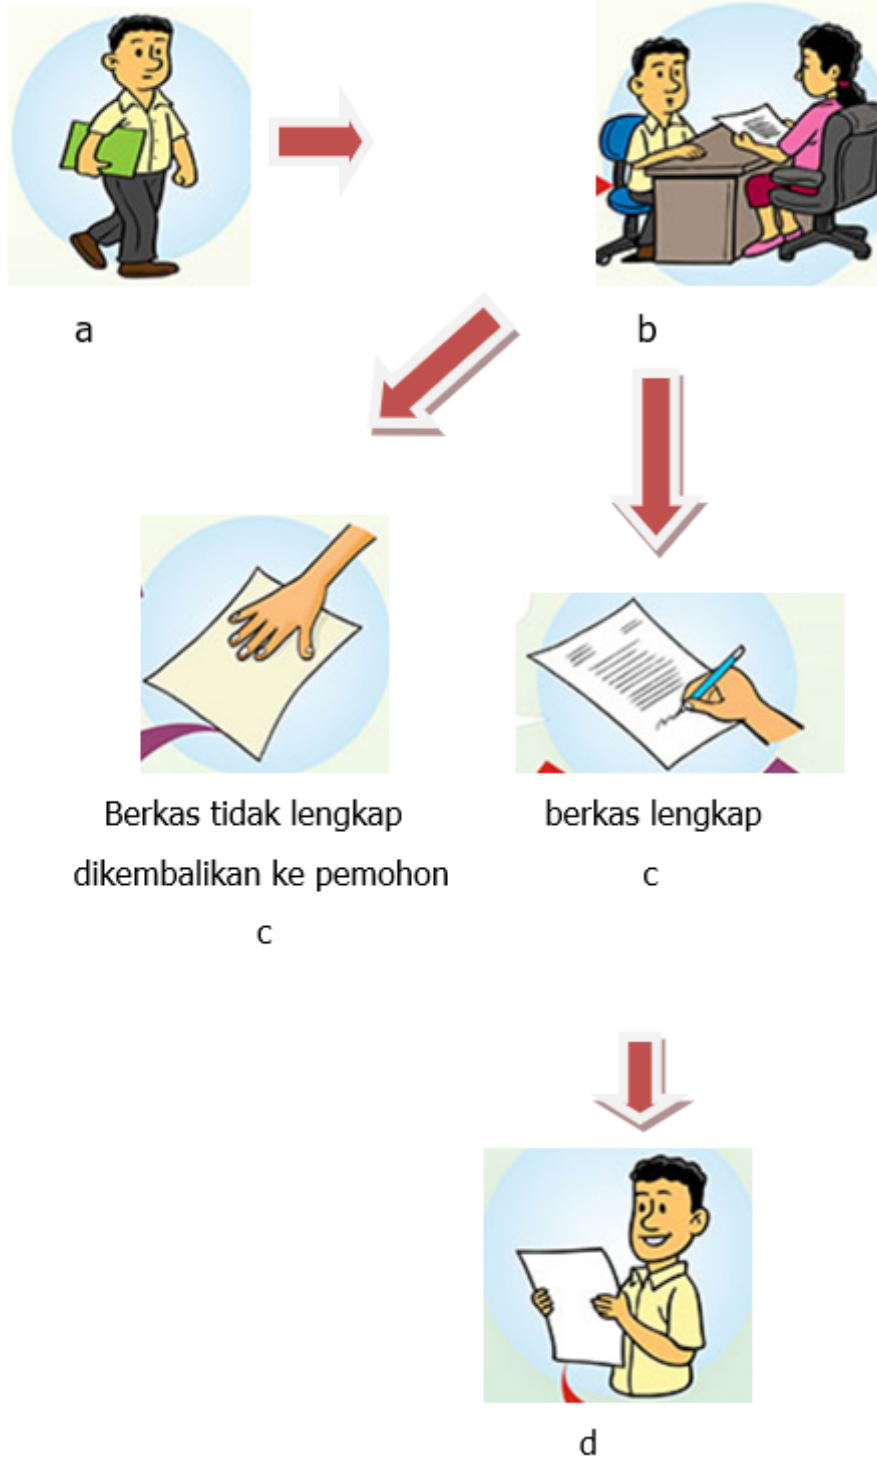 a
b
Berkas tidak lengkap
dikembalikan ke pemohon
c
berkas lengkap
c
d